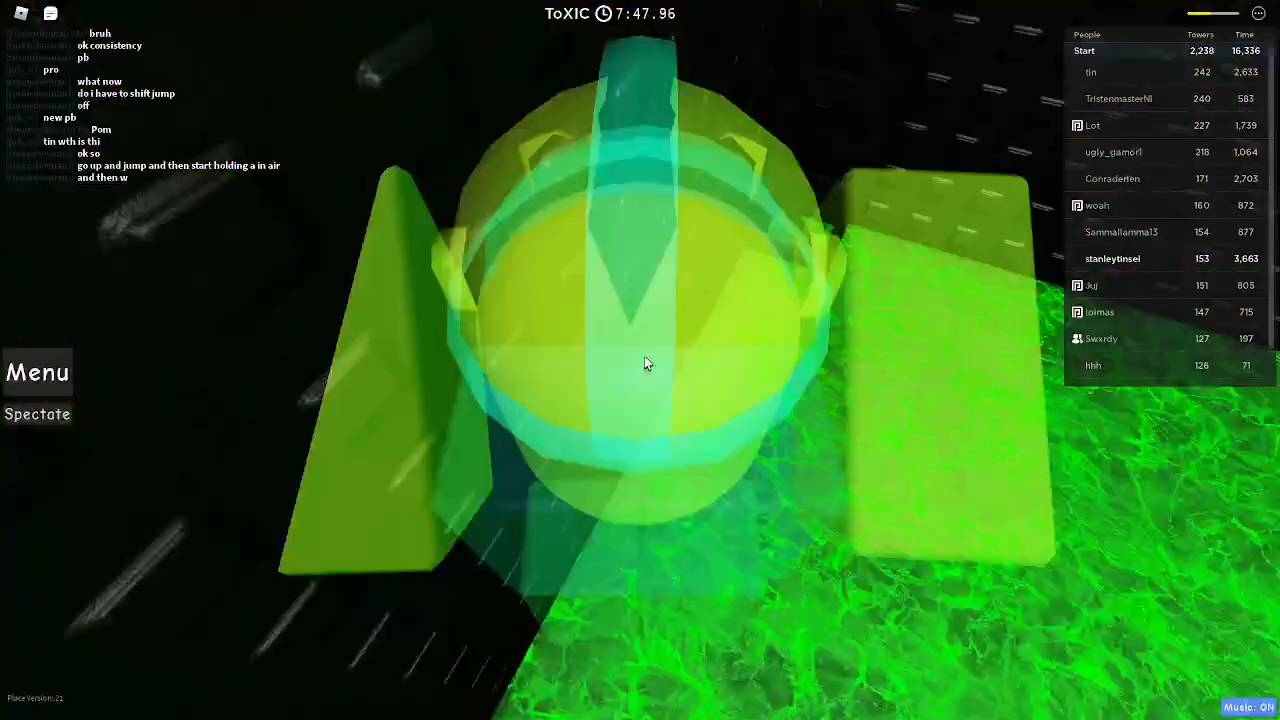 ToXIC 7:47.96
bruh
ok consistency
pb
pro
what now
do i have to shift jump
off
new pb
Pom
tin wth is thi
ok so
go up and jump and then start holding a in air
and then w
Menu
Spectate
People Towers Time
Start 2,238 16,336
tin 242 2,633
TristenmasterNI 240 583
Lot 227 1,739
ugly_gamor1 218 1,064
Conraderien 171 2,703
woah 160 872
Sammallamma13 154 877
stanleytinsel 153 3,663
Juj 151 805
loimas 147 715
Swxrdy 127 197
hhh 126 71
Place Version: 21
Music: ON